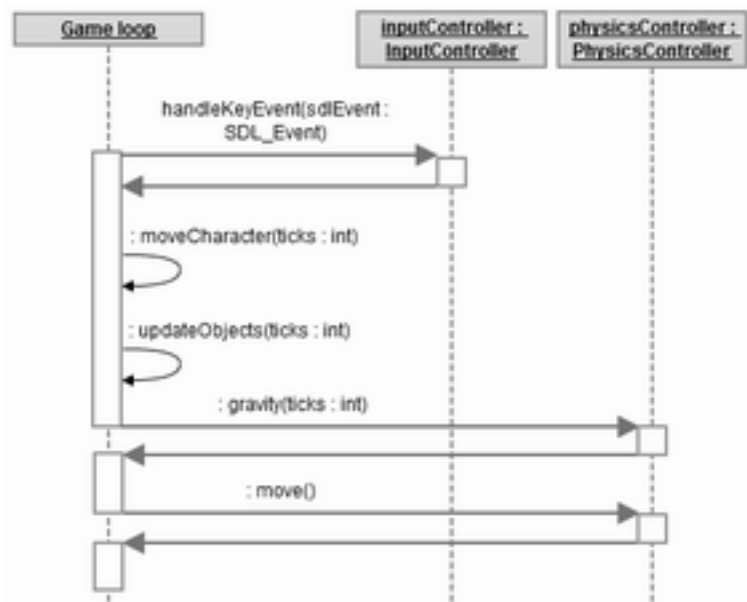 Game loop
inputController :
InputController
physicsController :
PhysicsController
handleKeyEvent(sdlEvent :
SDL_Event)
: moveCharacter(ticks : int)
: updateObjects(ticks : int)
: gravity(ticks : int)
: move()